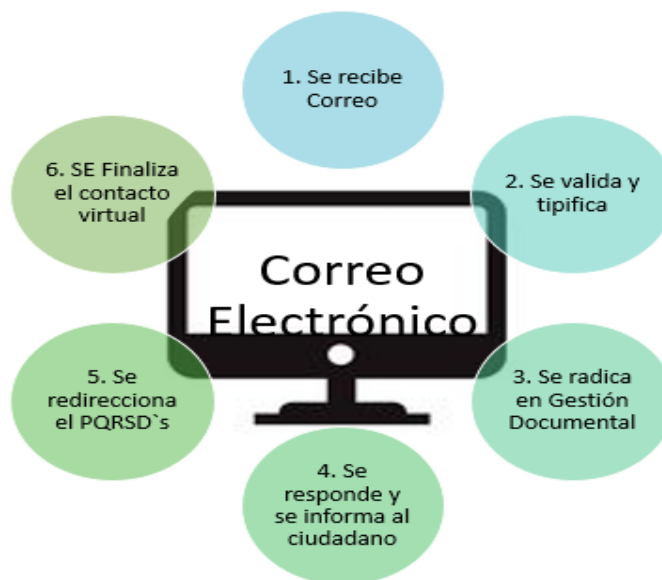 1. Se recibe
Correo
2. Se valida y
tipifica
3. Se radica
en Gestión
Documental
4. Se
responde y
se informa al
ciudadano
5. Se
redirecciona
el PQRSD`s
6. SE Finaliza
el contacto
virtual
Correo
Electrónico